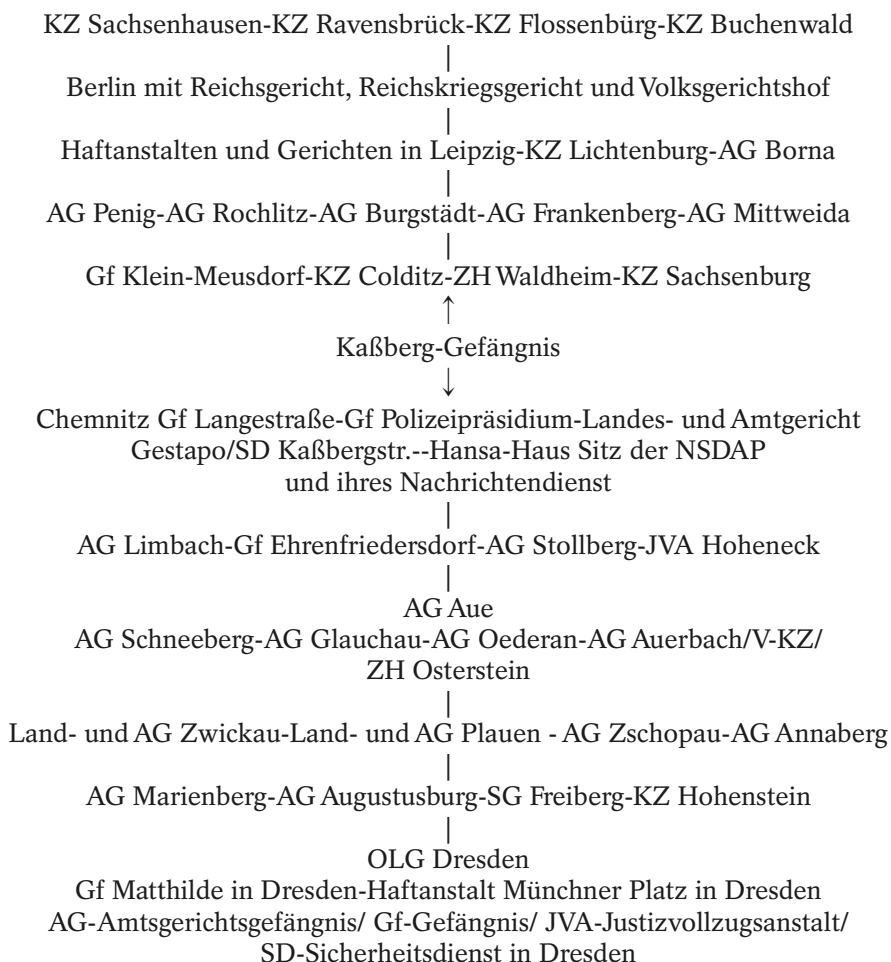 KZ Sachsenhausen-KZ Ravensbrück-KZ Flossenbürg-KZ Buchenwald
Berlin mit Reichsgericht, Reichskriegsgericht und Volksgerichtshof
Haftanstalten und Gerichten in Leipzig-KZ Lichtenburg-AG Borna
AG Penig-AG Rochlitz-AG Burgstädt-AG Frankenberg-AG Mittweida
Gf Klein-Meusdorf-KZ Colditz-ZH Waldheim-KZ Sachsenburg
Kaßberg-Gefängnis
Chemnitz Gf Langestraße-Gf Polizeipräsidium-Landes- und Amtgericht
Gestapo/SD Kaßbergstr.--Hansa-Haus Sitz der NSDAP
und ihres Nachrichtendienst
AG Limbach-Gf Ehrenfriedersdorf-AG Stollberg-JVA Hoheneck
AG Aue
AG Schneeberg-AG Glauchau-AG Oederan-AG Auerbach/V-KZ/
ZH Osterstein
Land- und AG Zwickau-Land- und AG Plauen - AG Zschopau-AG Annaberg
AG Marienberg-AG Augustusburg-SG Freiberg-KZ Hohenstein
OLG Dresden
Gf Matthilde in Dresden-Haftanstalt Münchner Platz in Dresden
AG-Amtsgerichtsgefängnis/ Gf-Gefängnis/ JVA-Justizvollzugsanstalt/
SD-Sicherheitsdienst in Dresden